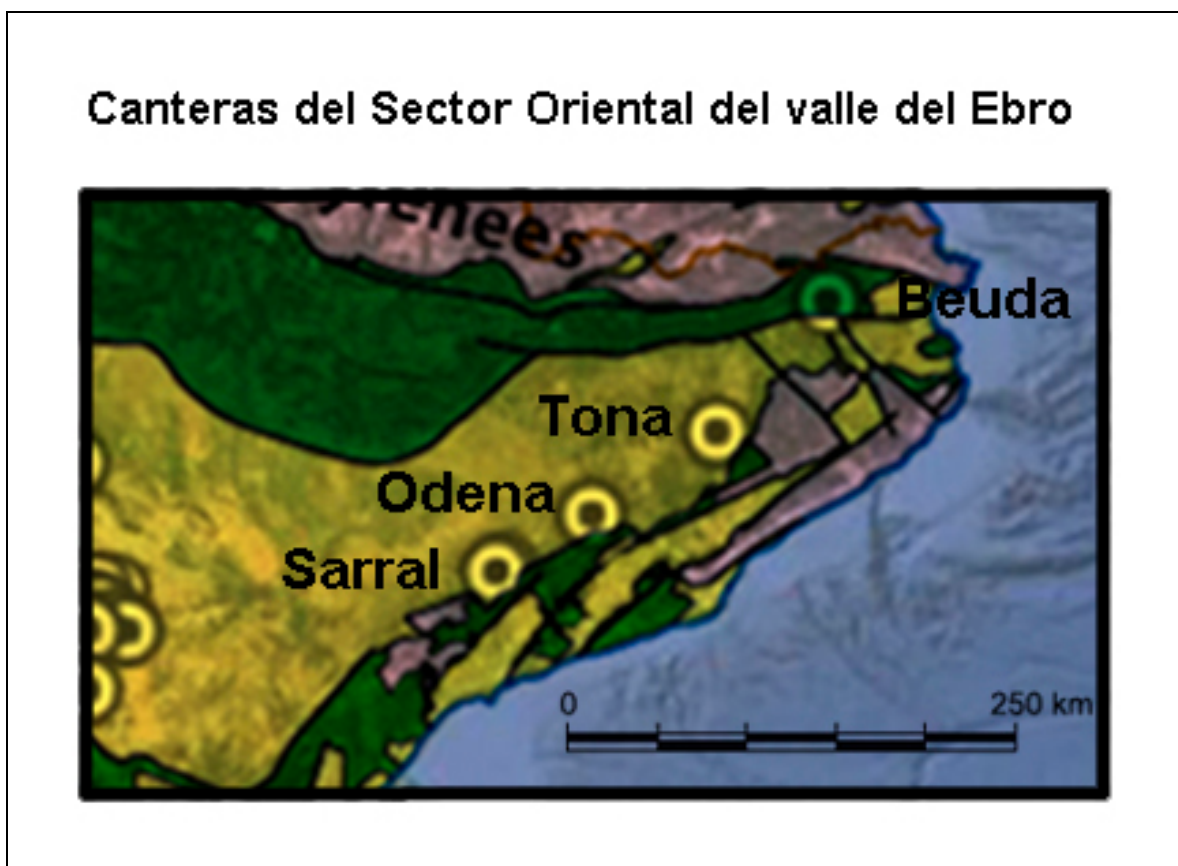 Canteras del Sector Oriental del valle del Ebro
Beuda
Tona
Odena
Sarral
0 250 km